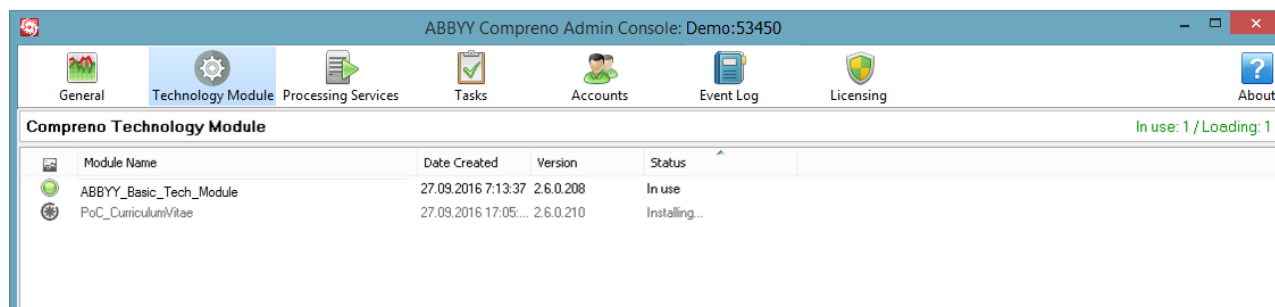 ABBYY Compreno Admin Console: Demo:53450
General Technology Module Processing Services Tasks Accounts Event Log Licensing About
Compreno Technology Module In use: 1 / Loading: 1
Module Name Date Created Version Status
ABBYY_Basic_Tech_Module 27.09.2016 7:13:37 2.6.0.208 In use
PoC_CurriculumVitae 27.09.2016 17:05:... 2.6.0.210 Installing...